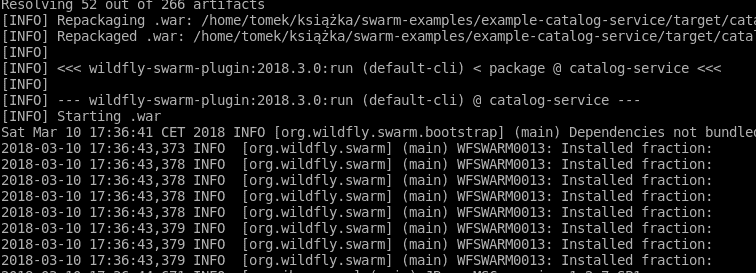 Resolving 52 out of 266 artifacts
[INFO] Repackaging .war: /home/tomek/książka/swarm-examples/example-catalog-service/target/cata
[INFO] Repackaged .war: /home/tomek/książka/swarm-examples/example-catalog-service/target/catal
[INFO]
[INFO] <<< wildfly-swarm-plugin:2018.3.0:run (default-cli) < package @ catalog-service <<<
[INFO]
[INFO] --- wildfly-swarm-plugin:2018.3.0:run (default-cli) @ catalog-service ---
[INFO] Starting .war
Sat Mar 10 17:36:41 CET 2018 INFO [org.wildfly.swarm.bootstrap] (main) Dependencies not bundled
2018-03-10 17:36:43,373 INFO  [org.wildfly.swarm] (main) WFSWARM0013: Installed fraction:
2018-03-10 17:36:43,378 INFO  [org.wildfly.swarm] (main) WFSWARM0013: Installed fraction:
2018-03-10 17:36:43,378 INFO  [org.wildfly.swarm] (main) WFSWARM0013: Installed fraction:
2018-03-10 17:36:43,378 INFO  [org.wildfly.swarm] (main) WFSWARM0013: Installed fraction:
2018-03-10 17:36:43,378 INFO  [org.wildfly.swarm] (main) WFSWARM0013: Installed fraction:
2018-03-10 17:36:43,379 INFO  [org.wildfly.swarm] (main) WFSWARM0013: Installed fraction:
2018-03-10 17:36:43,379 INFO  [org.wildfly.swarm] (main) WFSWARM0013: Installed fraction:
2018-03-10 17:36:43,379 INFO  [org.wildfly.swarm] (main) WFSWARM0013: Installed fraction: